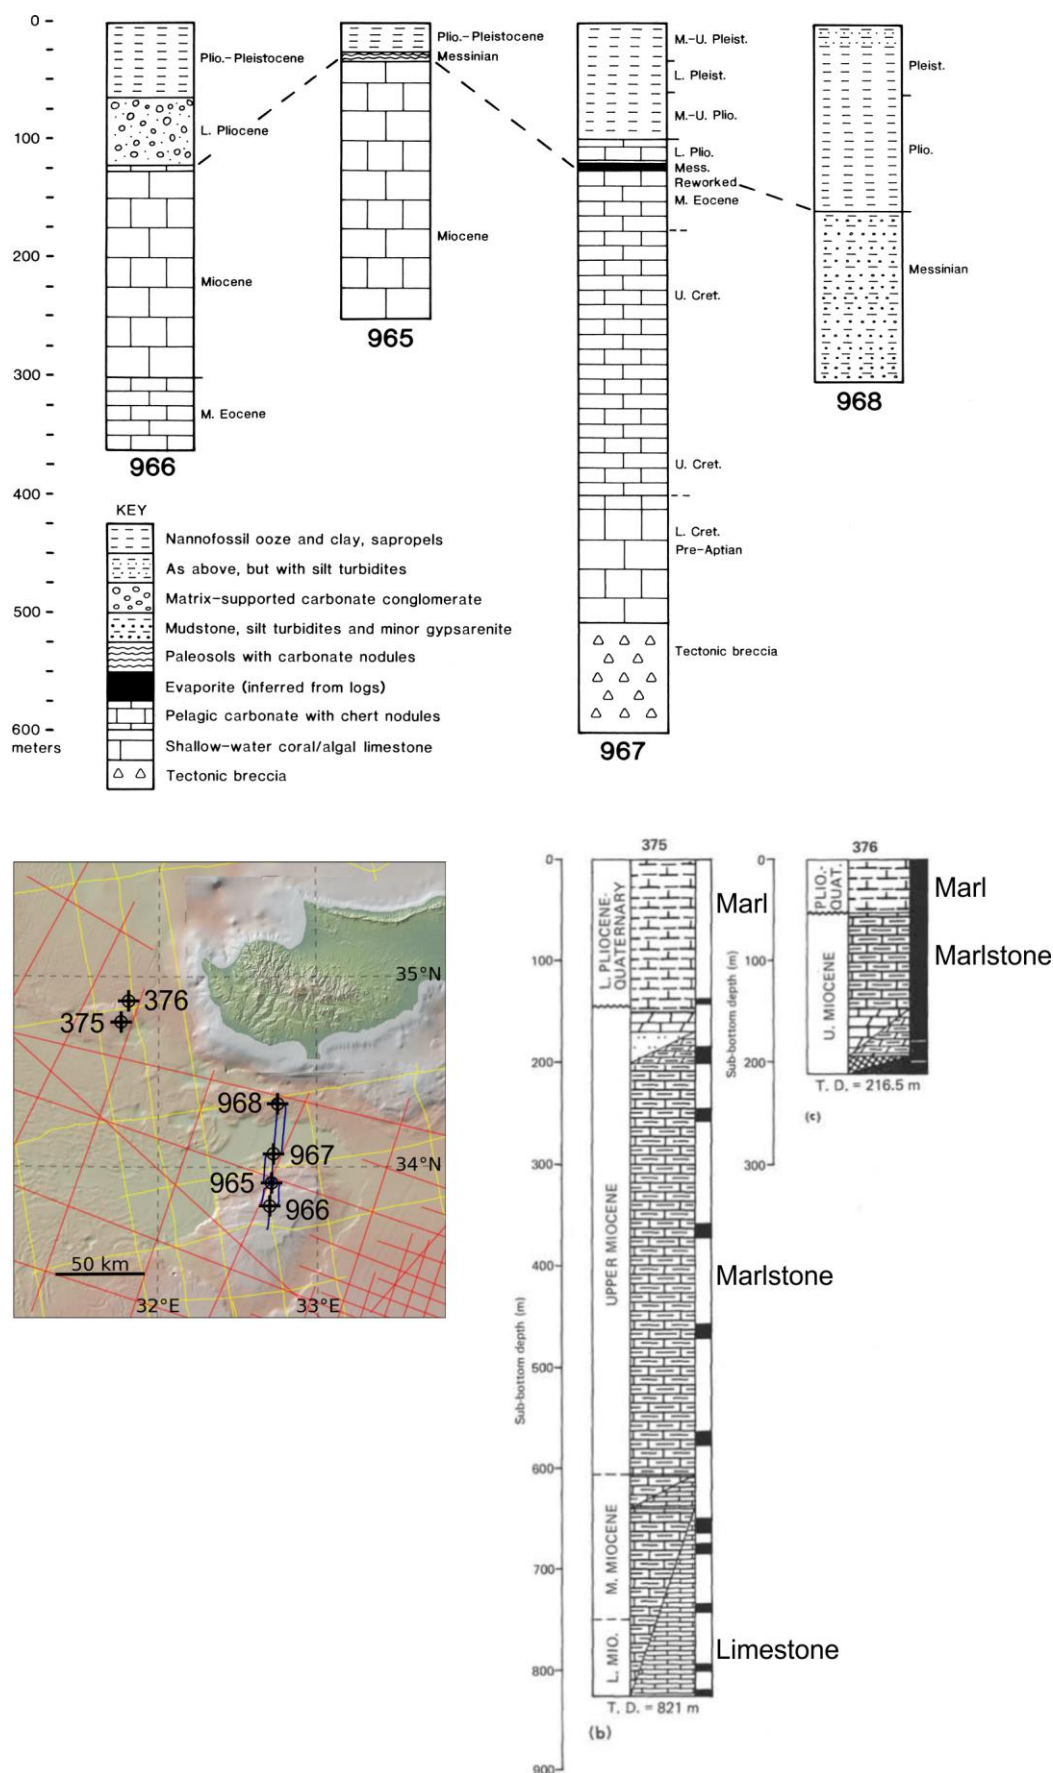 0
100
200
300
400
500
600
meters
Plio.-Pleistocene
L. Pliocene
Miocene
M. Eocene
966
Plio.-Pleistocene
Messinian
Miocene
965
M.-U. Pleist.
L. Pleist.
M.-U. Plio.
L. Plio.
Mess.
Reworked
M. Eocene
U. Cret.
U. Cret.
L. Cret.
Pre-Aptian
Tectonic breccia
967
Pleist.
Plio.
Messinian
968
KEY
Nannofossil ooze and clay, sapropels
As above, but with silt turbidites
Matrix-supported carbonate conglomerate
Mudstone, silt turbidites and minor gypsarenite
Paleosols with carbonate nodules
Evaporite (inferred from logs)
Pelagic carbonate with chert nodules
Shallow-water coral/algal limestone
Tectonic breccia
376
375
968
967
965
966
35°N
34°N
50 km
32°E
33°E
375
0
100
200
300
400
500
600
700
800
900
Sub-bottom depth (m)
L. PLIOCENE-
QUATERNARY
UPPER MIOCENE
M. MIOCENE
L. MIO.
Marl
Marlstone
Limestone
T. D. = 821 m
(b)
376
0
100
200
300
Sub-bottom depth (m)
PLIO.-
QUAT.
U. MIOCENE
Marl
Marlstone
T. D. = 216.5 m
(c)